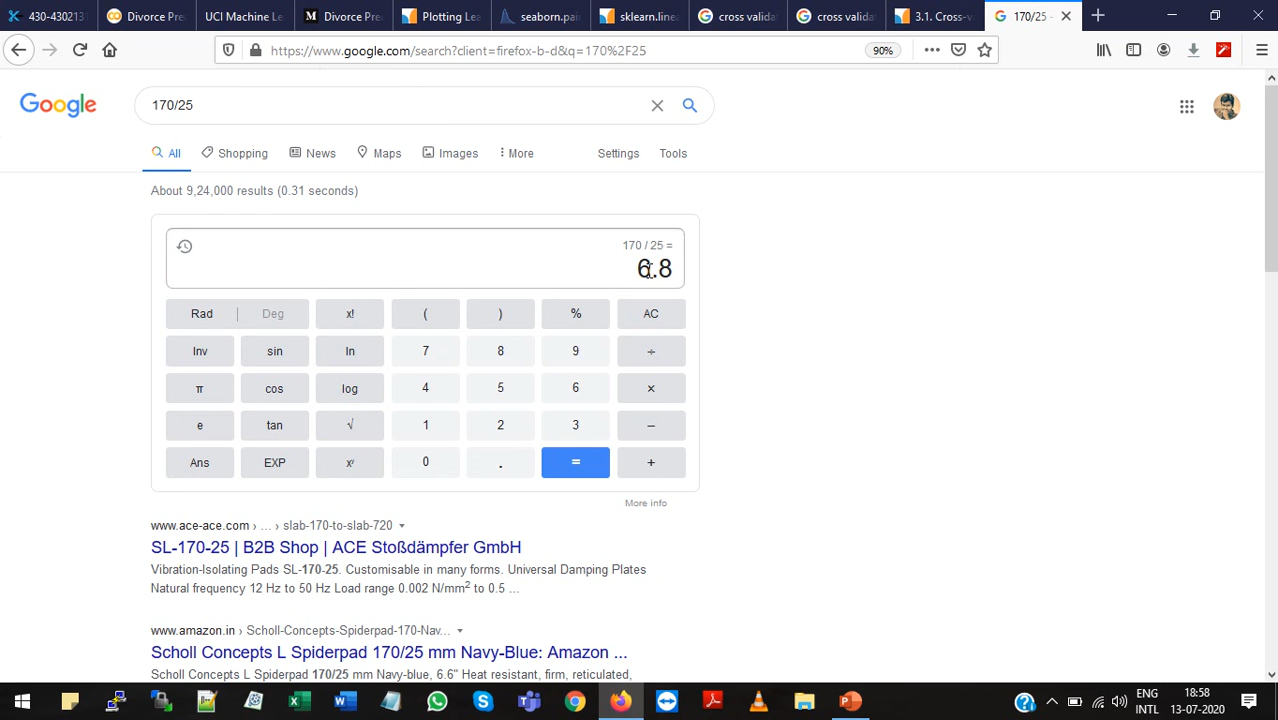 430-4302131
Divorce Pre
UCI Machine Le
Divorce Pre
Plotting Lea
seaborn.pai
sklearn.line
cross valida
cross valida
3.1. Cross-v
170/25 -
https://www.google.com/search?client=firefox-b-d&q=170%2F25
90%
Google
170/25
All
Shopping
News
Maps
Images
More
Settings
Tools
About 9,24,000 results (0.31 seconds)
170 / 25 =
6.8
Rad
Deg
x!
(
)
%
AC
Inv
sin
ln
7
8
9
÷
π
cos
log
4
5
6
×
e
tan
√
1
2
3
−
Ans
EXP
xʸ
0
.
=
+
More info
www.ace-ace.com › ... › slab-170-to-slab-720
SL-170-25 | B2B Shop | ACE Stoßdämpfer GmbH
Vibration-Isolating Pads SL-170-25. Customisable in many forms. Universal Damping Plates
Natural frequency 12 Hz to 50 Hz Load range 0.002 N/mm² to 0.5 ...
www.amazon.in › Scholl-Concepts-Spiderpad-170-Nav...
Scholl Concepts L Spiderpad 170/25 mm Navy-Blue: Amazon ...
Scholl Concepts L Spiderpad 170/25 mm Navy-blue, 6.6" Heat resistant, firm, reticulated,
ENG
INTL
18:58
13-07-2020